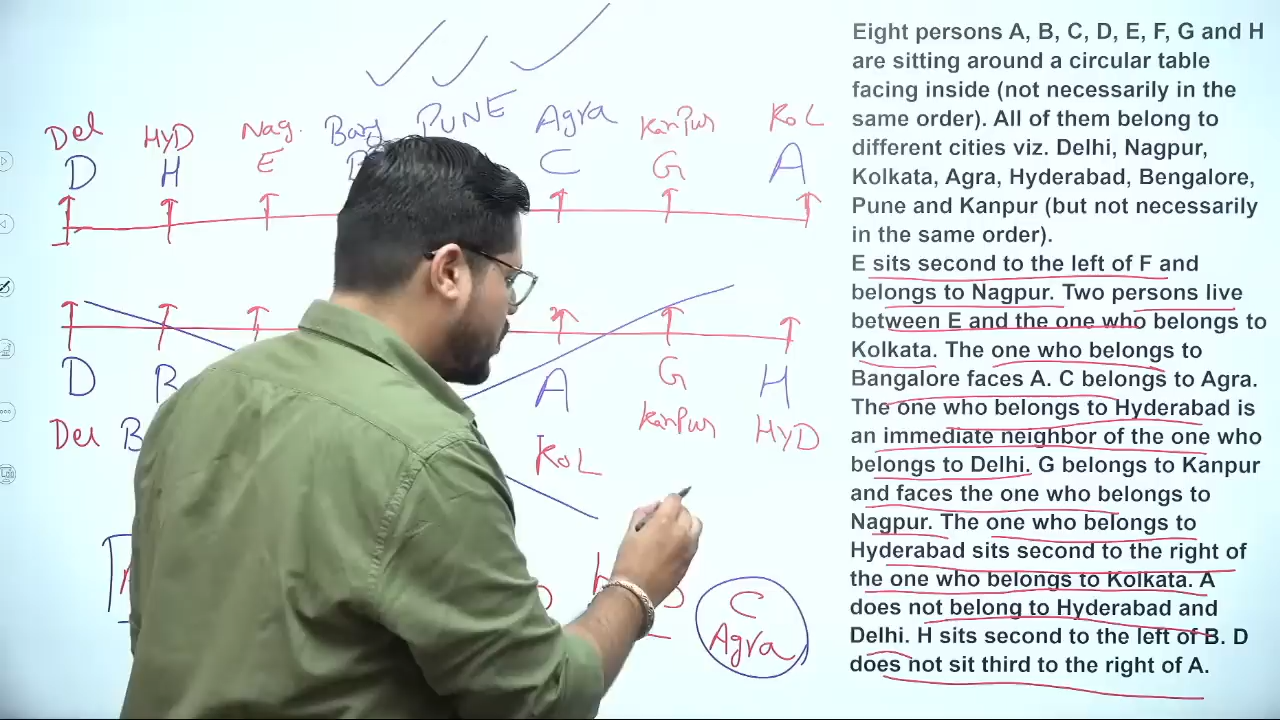 Eight persons A, B, C, D, E, F, G and H
are sitting around a circular table
facing inside (not necessarily in the
same order). All of them belong to
different cities viz. Delhi, Nagpur,
Kolkata, Agra, Hyderabad, Bengalore,
Pune and Kanpur (but not necessarily
in the same order).
E sits second to the left of F and
belongs to Nagpur. Two persons live
between E and the one who belongs to
Kolkata. The one who belongs to
Bangalore faces A. C belongs to Agra.
The one who belongs to Hyderabad is
an immediate neighbor of the one who
belongs to Delhi. G belongs to Kanpur
and faces the one who belongs to
Nagpur. The one who belongs to
Hyderabad sits second to the right of
the one who belongs to Kolkata. A
does not belong to Hyderabad and
Delhi. H sits second to the left of B. D
does not sit third to the right of A.
Del HYD Nag. Bang PUNE Agra Kanpur KOL
D H E B C G A
D B A G H
Del B KOL Kanpur HYD
C
Agra